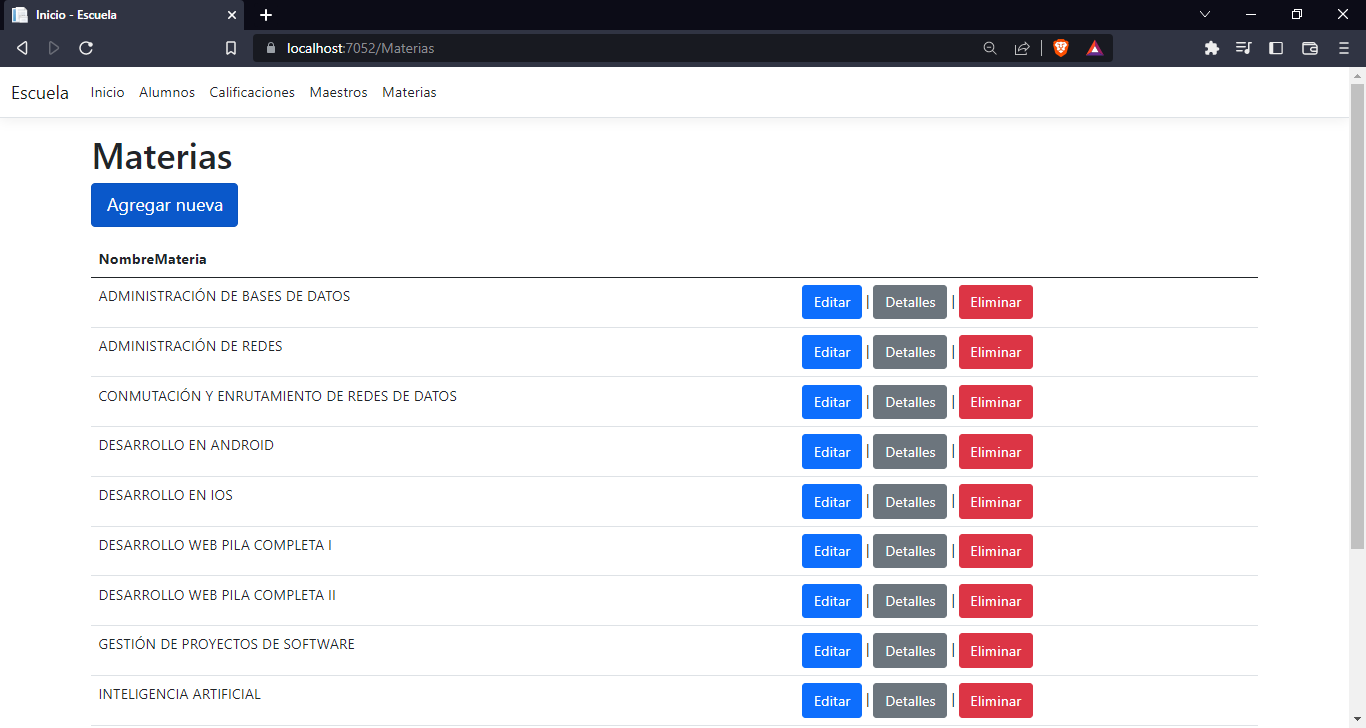 Inicio - Escuela
localhost:7052/Materias
Escuela Inicio Alumnos Calificaciones Maestros Materias
Materias
Agregar nueva
NombreMateria
ADMINISTRACIÓN DE BASES DE DATOS Editar | Detalles | Eliminar
ADMINISTRACIÓN DE REDES Editar | Detalles | Eliminar
CONMUTACIÓN Y ENRUTAMIENTO DE REDES DE DATOS Editar | Detalles | Eliminar
DESARROLLO EN ANDROID Editar | Detalles | Eliminar
DESARROLLO EN IOS Editar | Detalles | Eliminar
DESARROLLO WEB PILA COMPLETA I Editar | Detalles | Eliminar
DESARROLLO WEB PILA COMPLETA II Editar | Detalles | Eliminar
GESTIÓN DE PROYECTOS DE SOFTWARE Editar | Detalles | Eliminar
INTELIGENCIA ARTIFICIAL Editar | Detalles | Eliminar